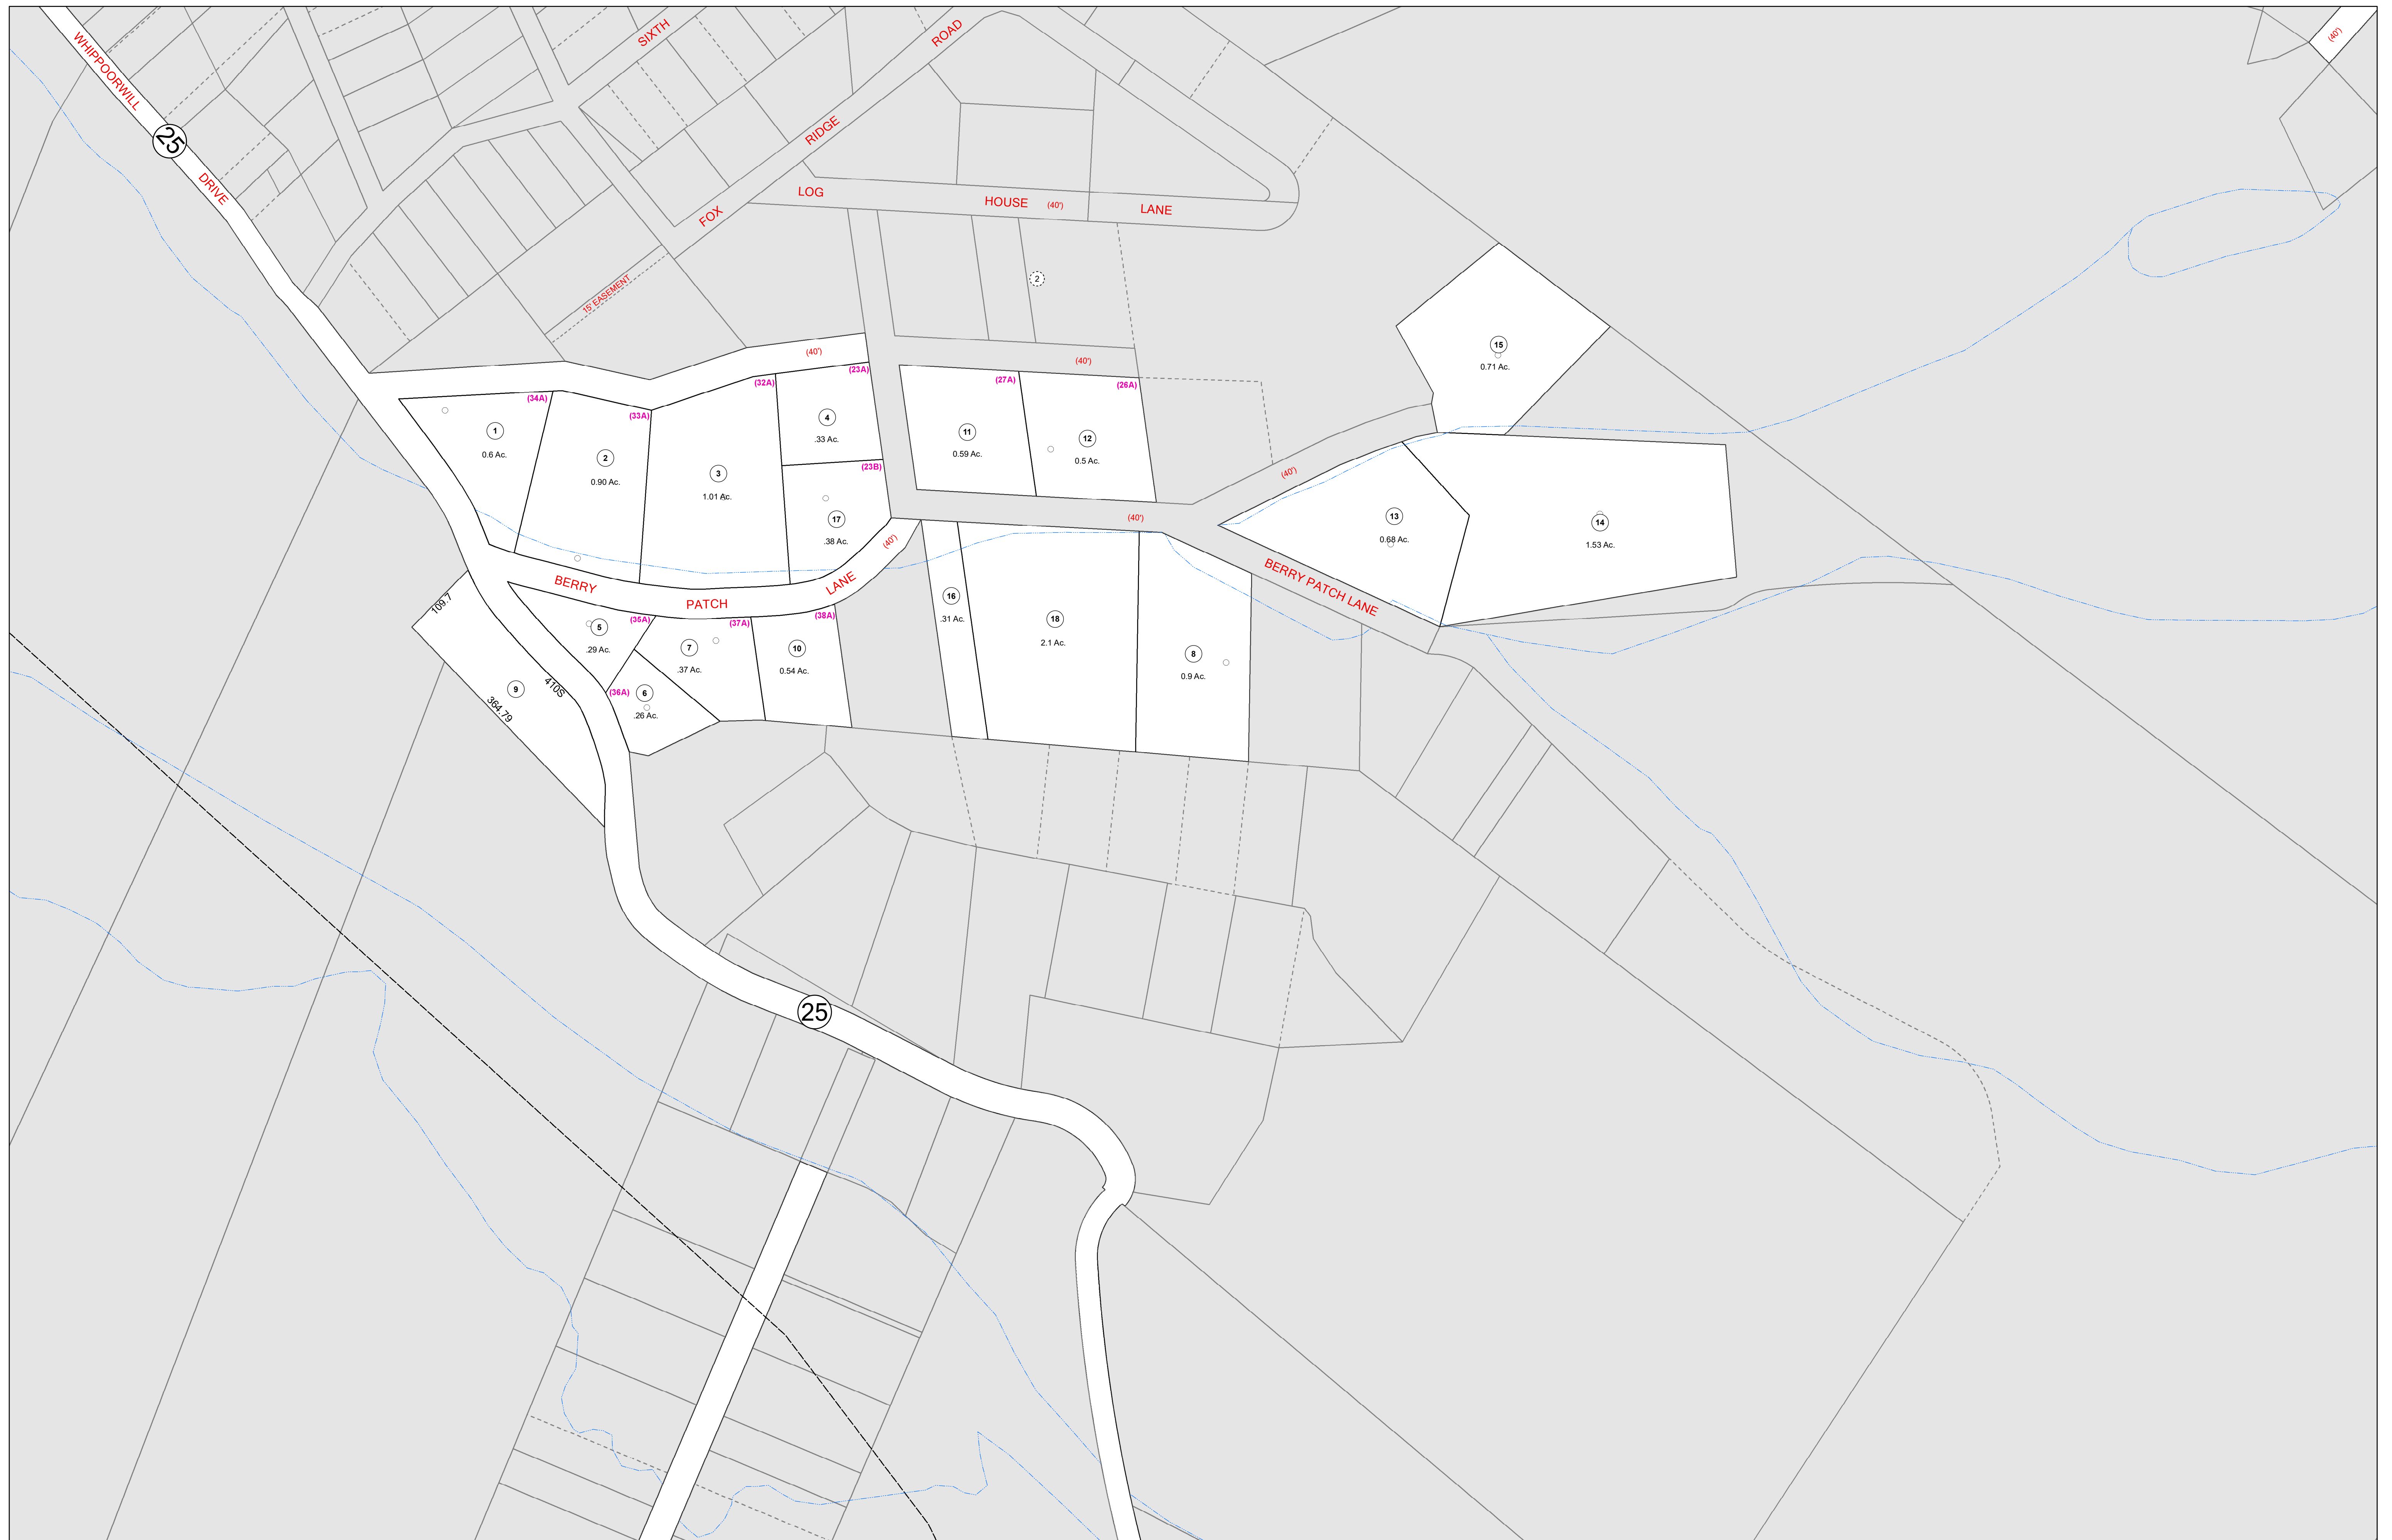 WHIPPOORWILL
25
DRIVE
SIXTH
ROAD
RIDGE
FOX
15' EASEMENT
LOG
HOUSE
(40')
LANE
(40')
2
(40')
(40')
(34A)
1
0.6 Ac.
(33A)
2
0.90 Ac.
(32A)
3
1.01 Ac.
(23A)
4
.33 Ac.
(23B)
17
.38 Ac.
(27A)
11
0.59 Ac.
(26A)
12
0.5 Ac.
15
0.71 Ac.
(40')
(40')
(40')
13
0.68 Ac.
14
1.53 Ac.
BERRY
PATCH
LANE
BERRY PATCH LANE
(35A)
5
.29 Ac.
(36A)
6
.26 Ac.
(37A)
7
.37 Ac.
(38A)
10
0.54 Ac.
16
.31 Ac.
18
2.1 Ac.
8
0.9 Ac.
109.7
9
410S
364.79
25